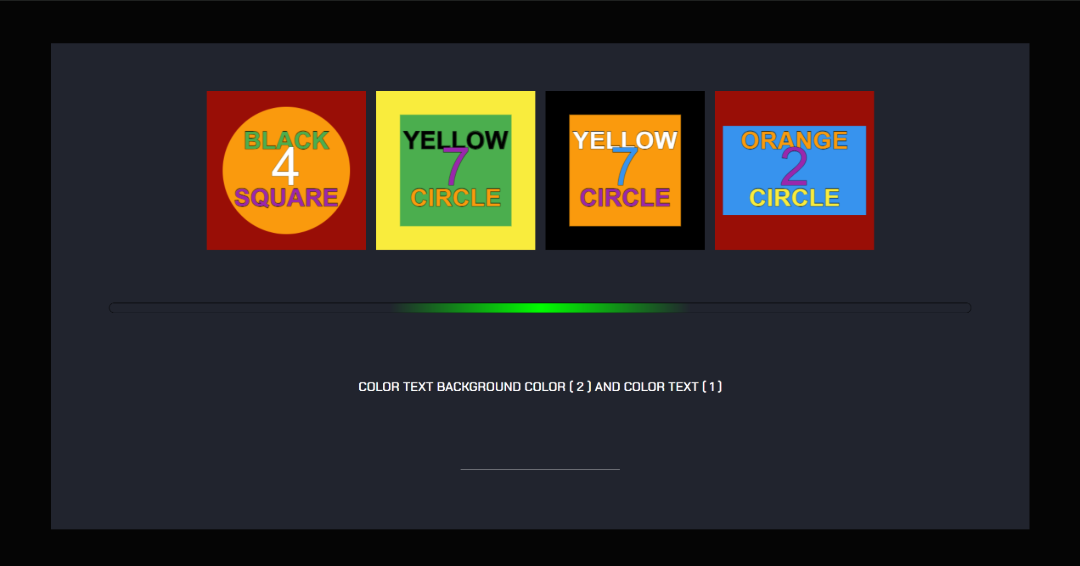 BLACK
4
SQUARE
YELLOW
7
CIRCLE
YELLOW
7
CIRCLE
ORANGE
2
CIRCLE
COLOR TEXT BACKGROUND COLOR ( 2 ) AND COLOR TEXT ( 1 )